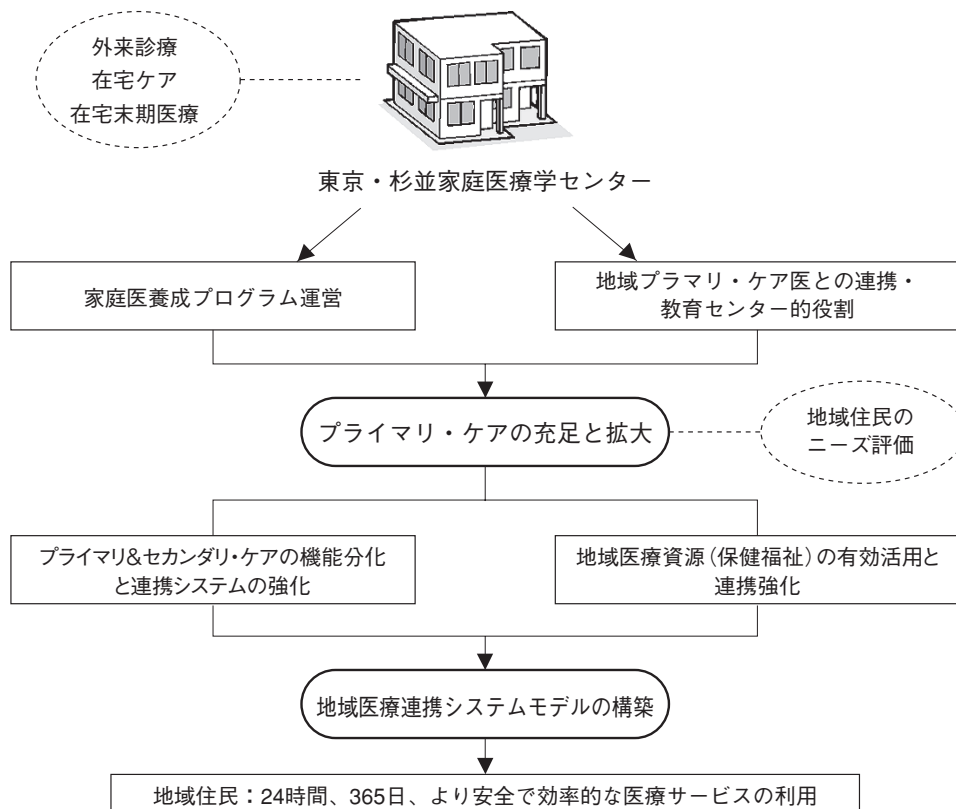 外来診療
在宅ケア
在宅末期医療
東京・杉並家庭医療学センター
家庭医養成プログラム運営
地域プラマリ・ケア医との連携・
教育センター的役割
プライマリ・ケアの充足と拡大
地域住民の
ニーズ評価
プライマリ&セカンダリ・ケアの機能分化
と連携システムの強化
地域医療資源(保健福祉)の有効活用と
連携強化
地域医療連携システムモデルの構築
地域住民：24時間、365日、より安全で効率的な医療サービスの利用